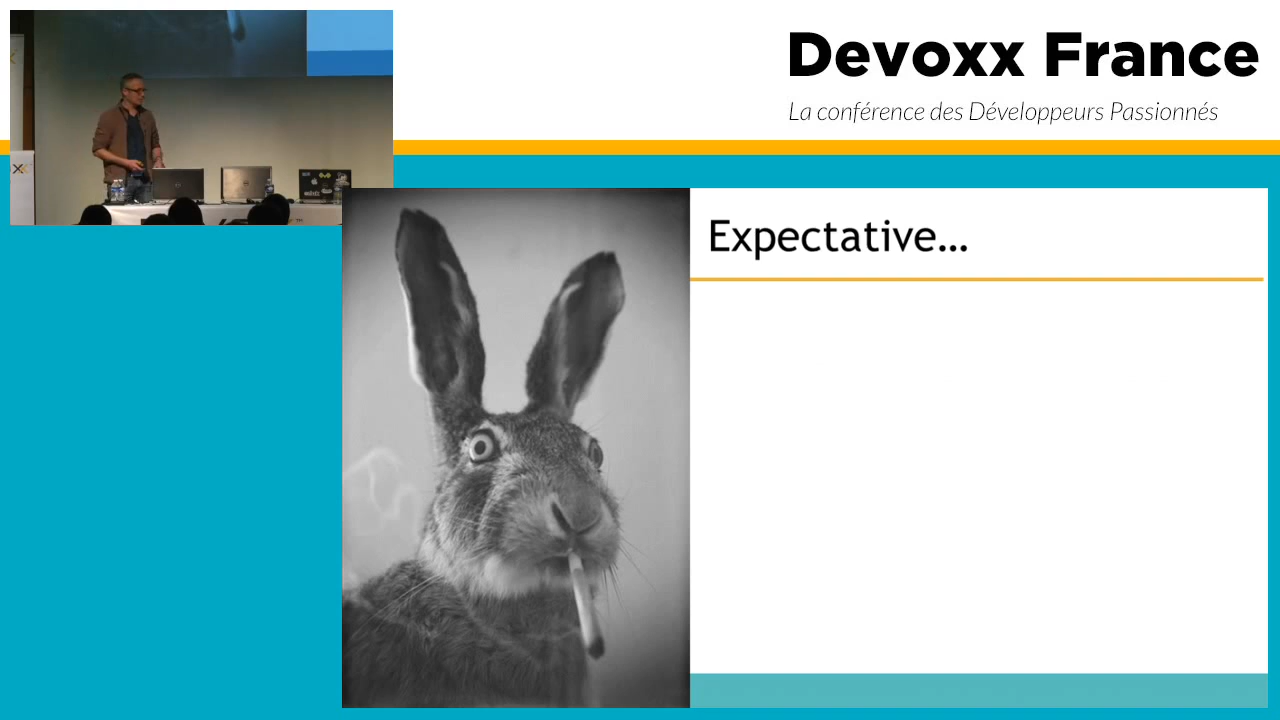 Devoxx France
La conférence des Développeurs Passionnés
Expectative...